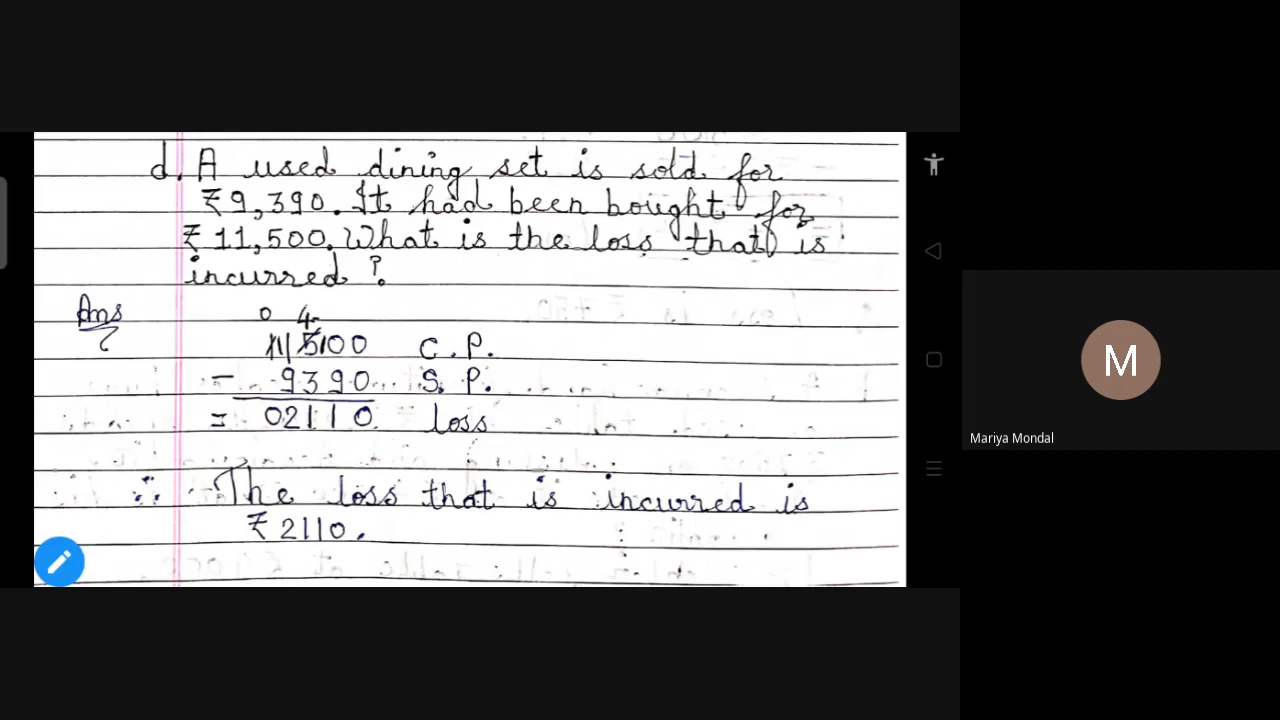 d. A used dining set is sold for
₹9,390. It had been bought for
₹ 11,500. What is the loss that is
incurred ?
Ans
0 4
11500 C.P.
- 9390 S.P.
= 02110 loss
∴ The loss that is incurred is
₹ 2110.
M
Mariya Mondal